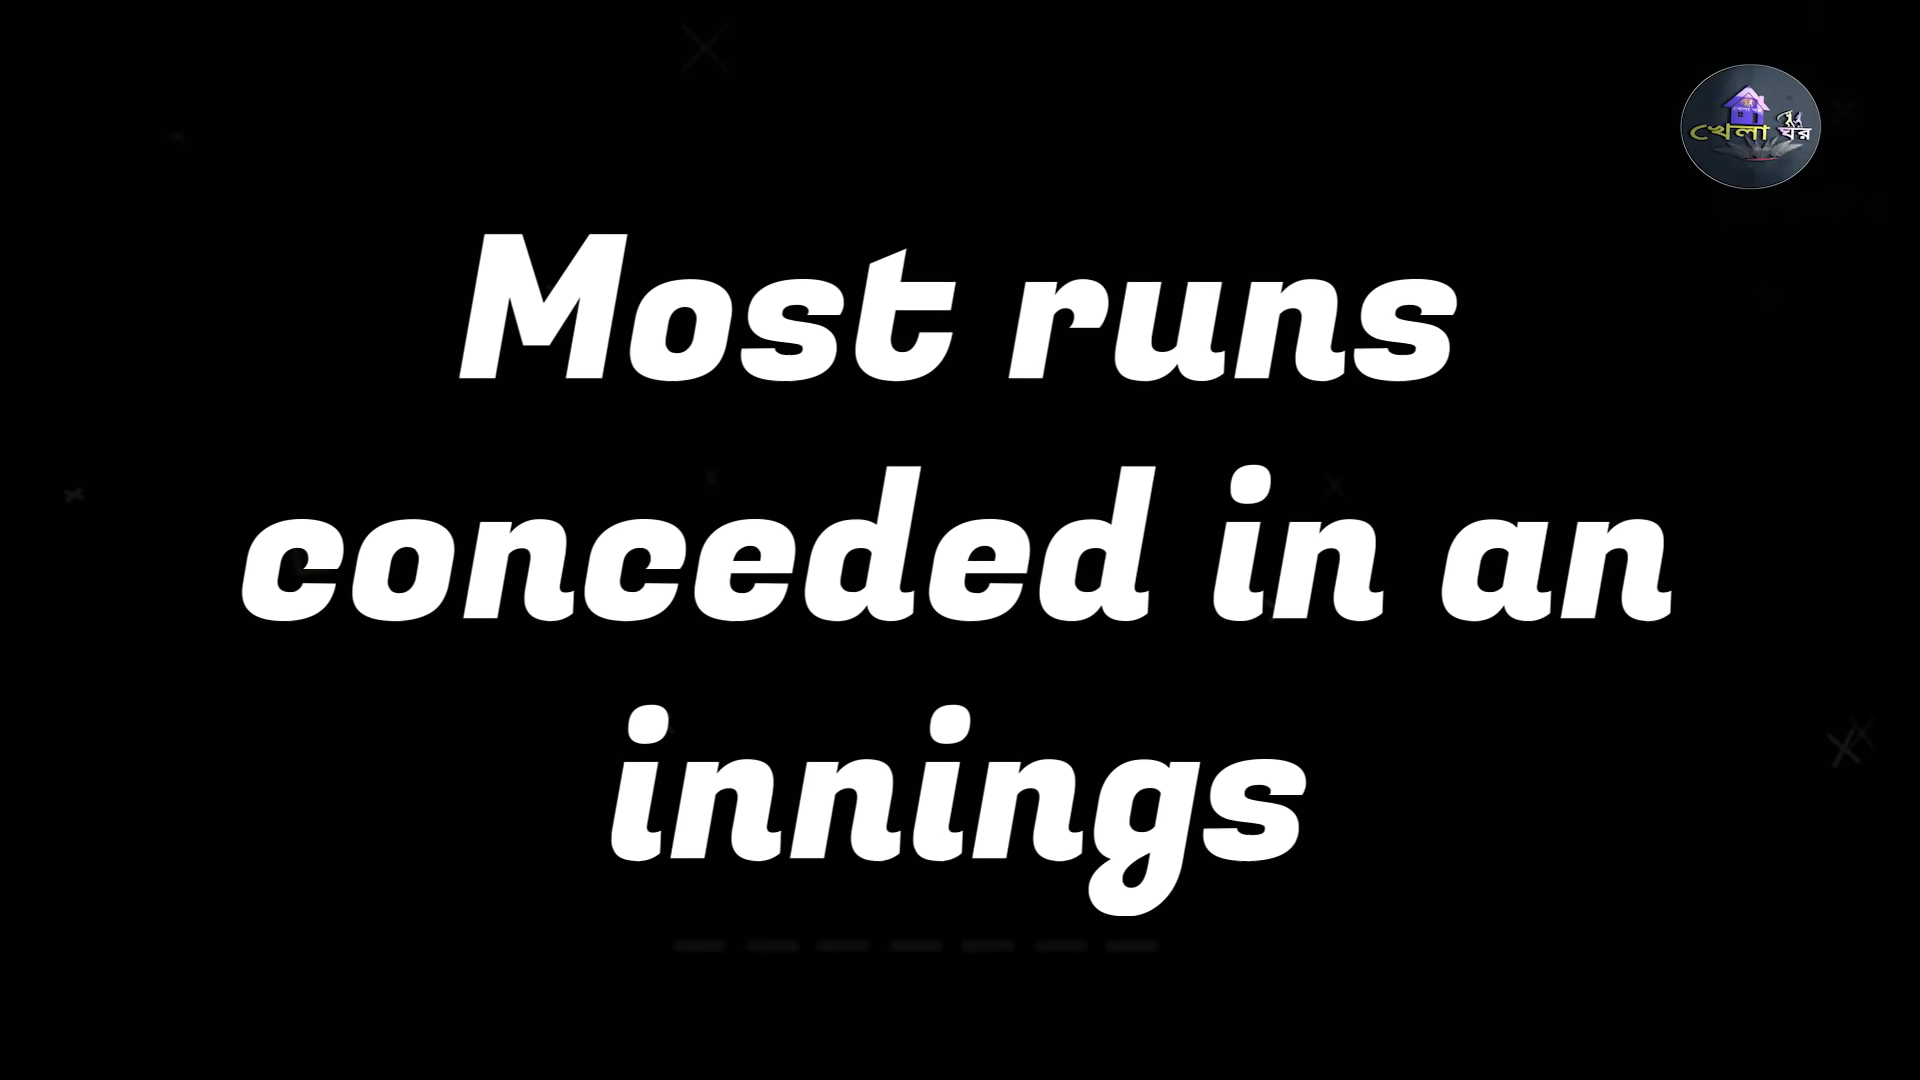 খেলা ঘর
Most runs
conceded in an
innings